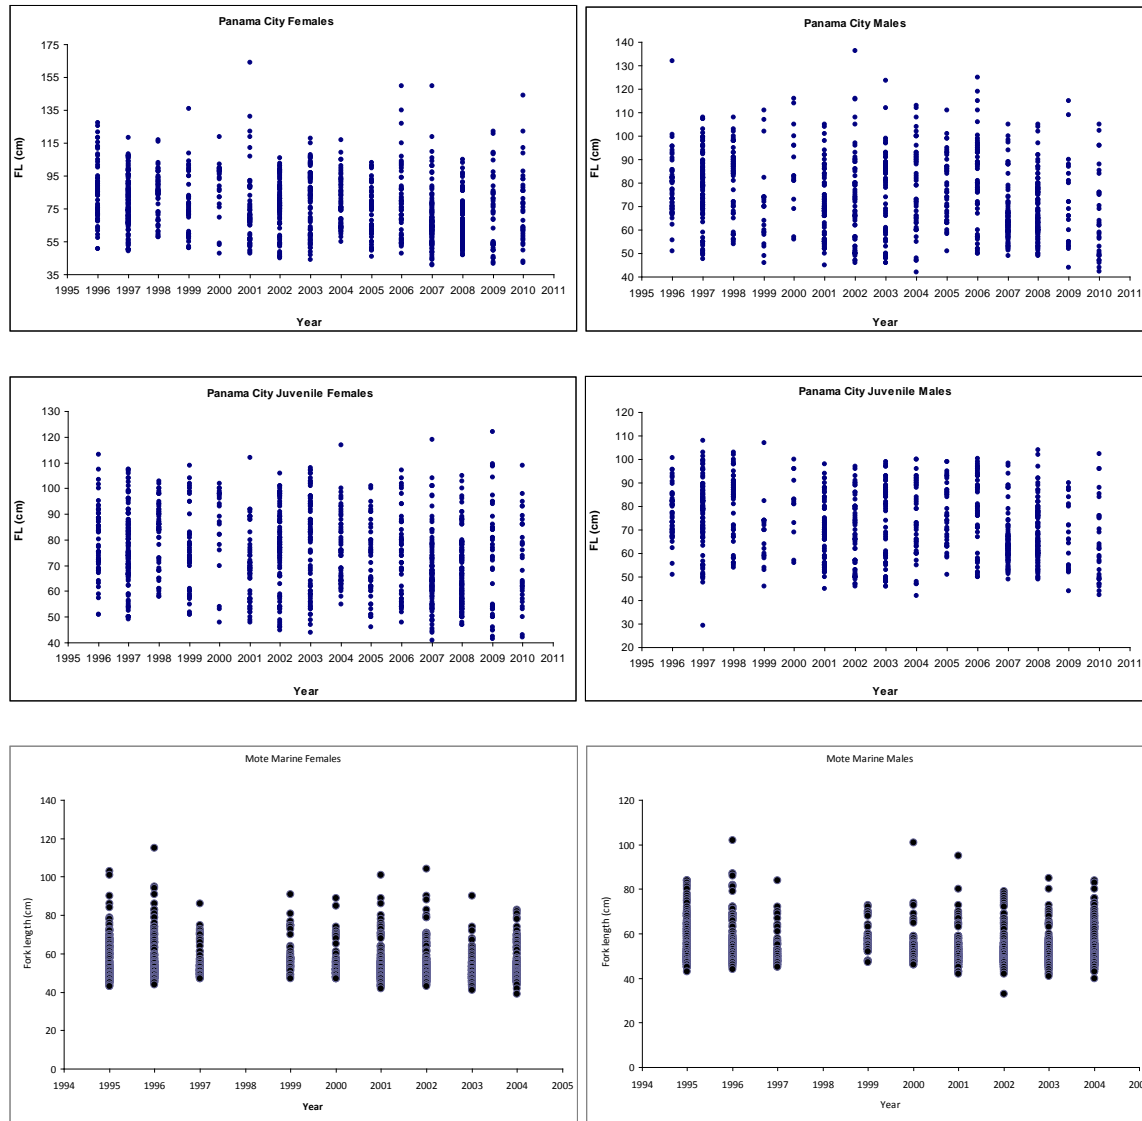 Panama City Females
FL (cm)
175
155
135
115
95
75
55
35
1995 1996 1997 1998 1999 2000 2001 2002 2003 2004 2005 2006 2007 2008 2009 2010 2011
Year
Panama City Males
FL (cm)
140
130
120
110
100
90
80
70
60
50
40
1995 1996 1997 1998 1999 2000 2001 2002 2003 2004 2005 2006 2007 2008 2009 2010 2011
Year
Panama City Juvenile Females
FL (cm)
130
120
110
100
90
80
70
60
50
40
1995 1996 1997 1998 1999 2000 2001 2002 2003 2004 2005 2006 2007 2008 2009 2010 2011
Year
Panama City Juvenile Males
FL (cm)
120
110
100
90
80
70
60
50
40
30
20
1995 1996 1997 1998 1999 2000 2001 2002 2003 2004 2005 2006 2007 2008 2009 2010 2011
Year
Mote Marine Females
Fork length (cm)
140
120
100
80
60
40
20
0
1994 1995 1996 1997 1998 1999 2000 2001 2002 2003 2004 2005
Year
Mote Marine Males
Fork length (cm)
120
100
80
60
40
20
0
1994 1995 1996 1997 1998 1999 2000 2001 2002 2003 2004
Year